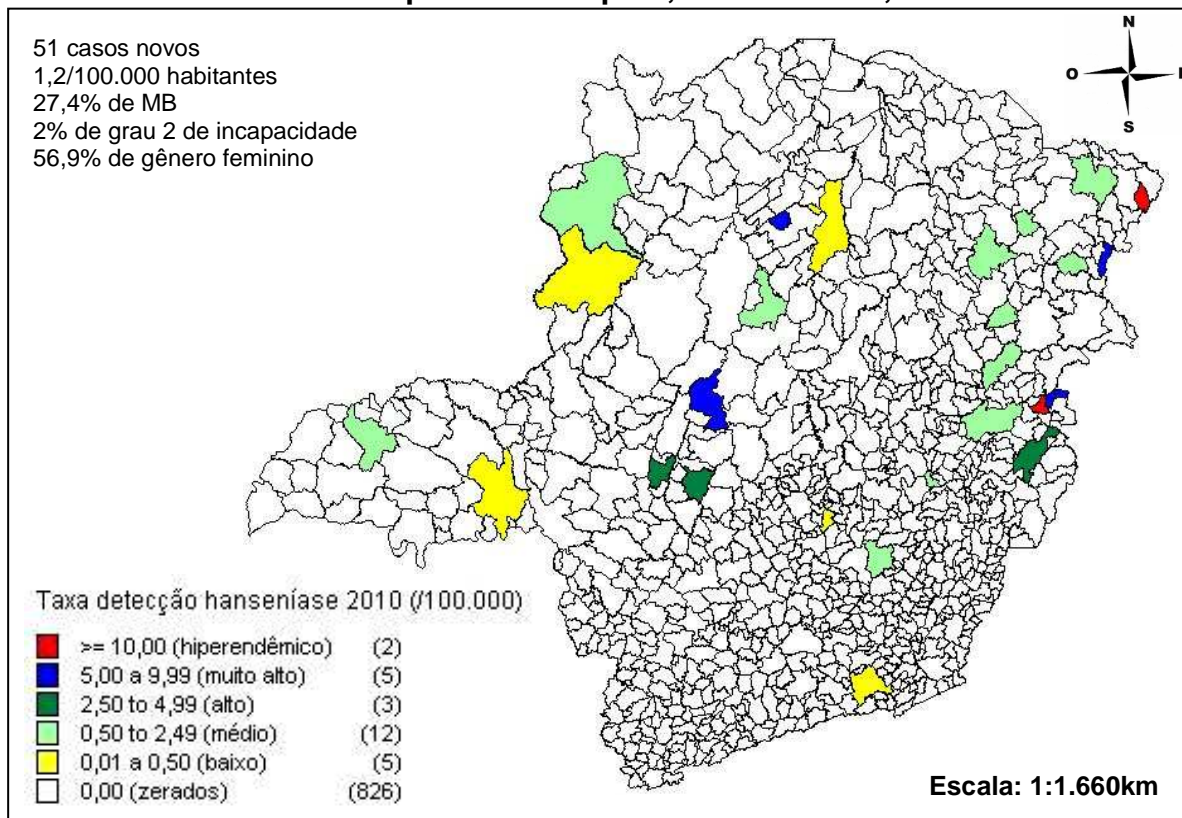 51 casos novos
1,2/100.000 habitantes
27,4% de MB
2% de grau 2 de incapacidade
56,9% de gênero feminino
N
O
S
Taxa detecção hanseníase 2010 (/100.000)
>= 10,00 (hiperendêmico) (2)
5,00 a 9,99 (muito alto) (5)
2,50 to 4,99 (alto) (3)
0,50 to 2,49 (médio) (12)
0,01 a 0,50 (baixo) (5)
0,00 (zerados) (826)
Escala: 1:1.660km